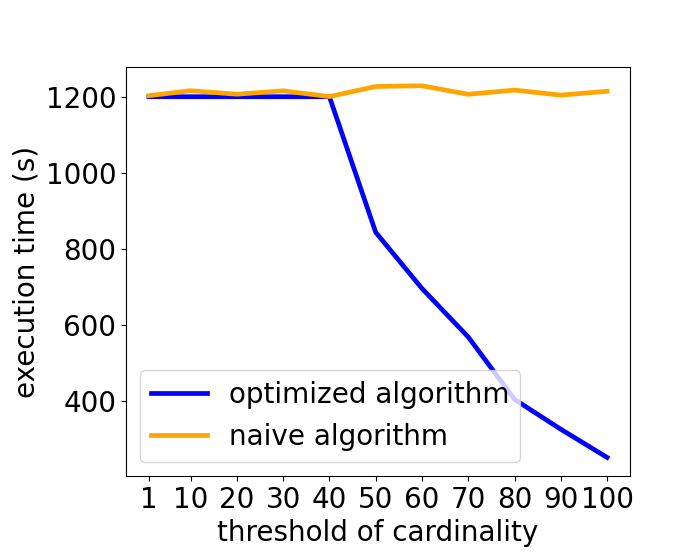 execution time (s)
1200
1000
800
600
400
optimized algorithm
naive algorithm
1 10 20 30 40 50 60 70 80 90 100
threshold of cardinality